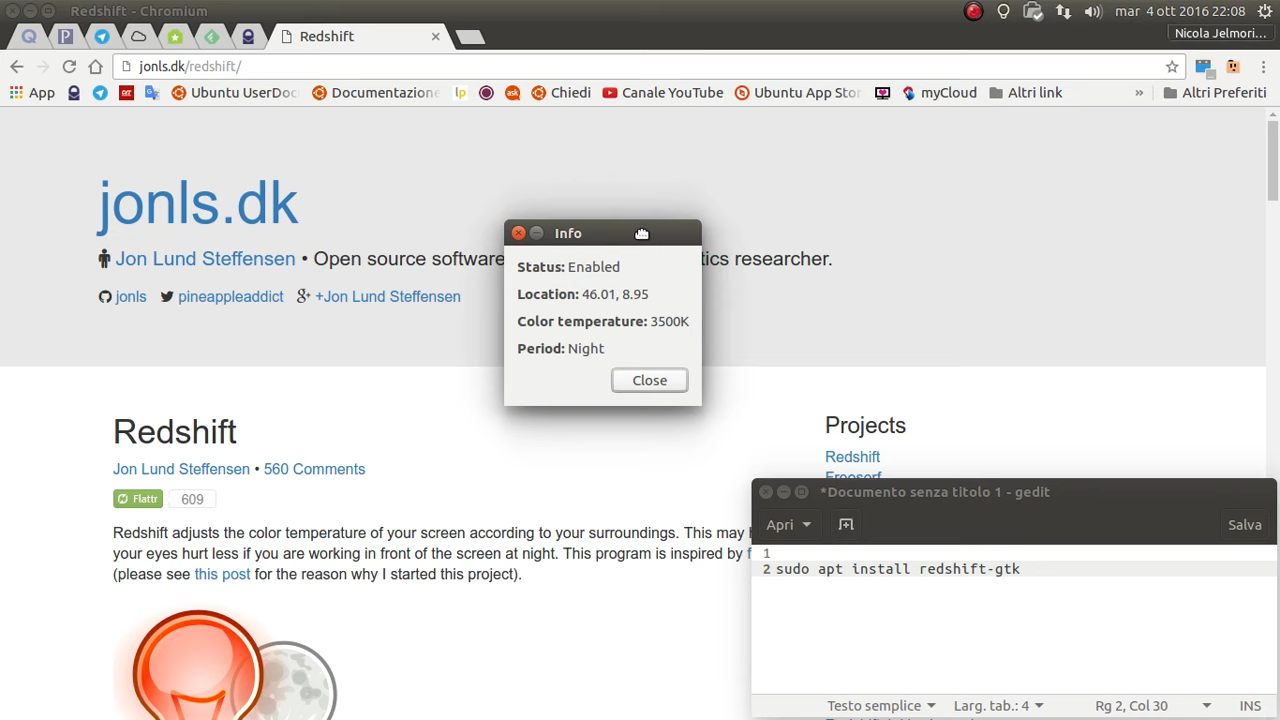 Redshift - Chromium
mar 4 ott 2016 22:08
Nicola Jelmori...
Redshift
jonls.dk/redshift/
App
Ubuntu UserDoc
Documentazione
lp
ask
Chiedi
Canale YouTube
Ubuntu App Stor
myCloud
Altri link
»
Altri Preferiti
jonls.dk
Jon Lund Steffensen • Open source software
tics researcher.
jonls
pineappleaddict
+Jon Lund Steffensen
Info
Status: Enabled
Location: 46.01, 8.95
Color temperature: 3500K
Period: Night
Close
Redshift
Jon Lund Steffensen • 560 Comments
Flattr
609
Redshift adjusts the color temperature of your screen according to your surroundings. This may
your eyes hurt less if you are working in front of the screen at night. This program is inspired by
(please see this post for the reason why I started this project).
Projects
Redshift
Freeserf
*Documento senza titolo 1 - gedit
Apri
Salva
1
2 sudo apt install redshift-gtk
Testo semplice
Larg. tab.: 4
Rg 2, Col 30
INS